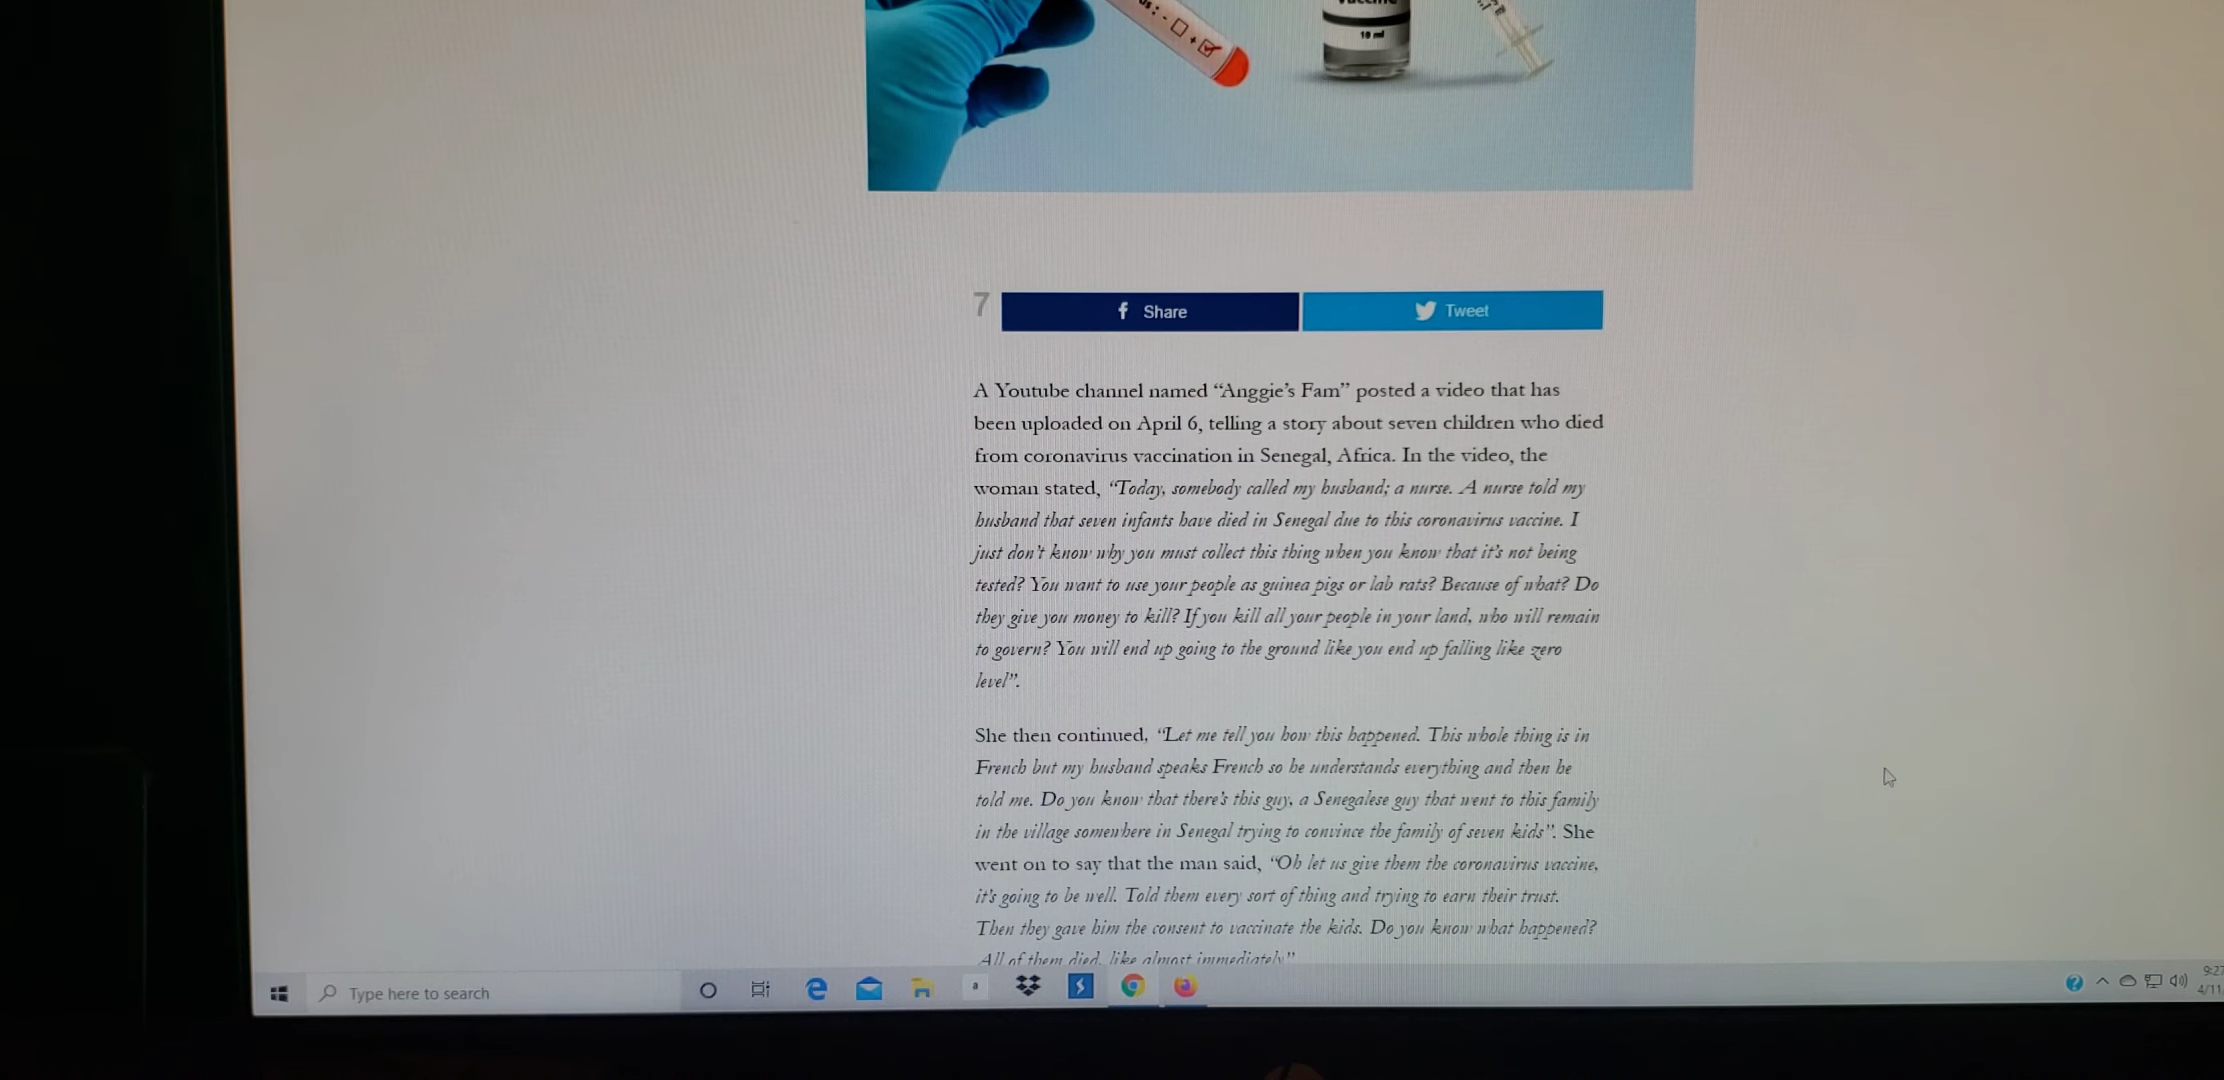 us: - +
vaccine
10 ml
7
Share
Tweet
A Youtube channel named “Anggie’s Fam” posted a video that has
been uploaded on April 6, telling a story about seven children who died
from coronavirus vaccination in Senegal, Africa. In the video, the
woman stated, “Today, somebody called my husband; a nurse. A nurse told my
husband that seven infants have died in Senegal due to this coronavirus vaccine. I
just don’t know why you must collect this thing when you know that it’s not being
tested? You want to use your people as guinea pigs or lab rats? Because of what? Do
they give you money to kill? If you kill all your people in your land, who will remain
to govern? You will end up going to the ground like you end up falling like zero
level”.
She then continued, “Let me tell you how this happened. This whole thing is in
French but my husband speaks French so he understands everything and then he
told me. Do you know that there’s this guy, a Senegalese guy that went to this family
in the village somewhere in Senegal trying to convince the family of seven kids”. She
went on to say that the man said, “Oh let us give them the coronavirus vaccine,
it’s going to be well. Told them every sort of thing and trying to earn their trust.
Then they gave him the consent to vaccinate the kids. Do you know what happened?
All of them died, like almost immediately”
Type here to search
a
9:27
4/11